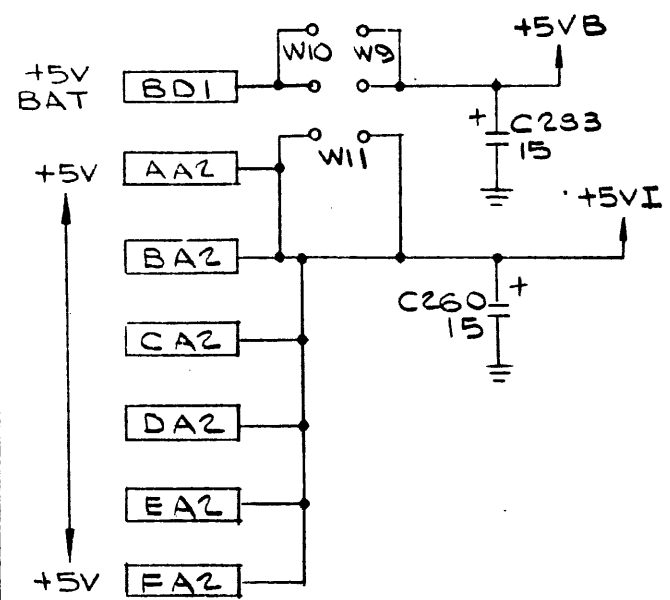 +5VB
W10 W9
+5V
BAT
BD1
+ C233
15
W11
+5V
AA2
+5VI
BA2
C260 +
15
CA2
DA2
EA2
+5V
FA2